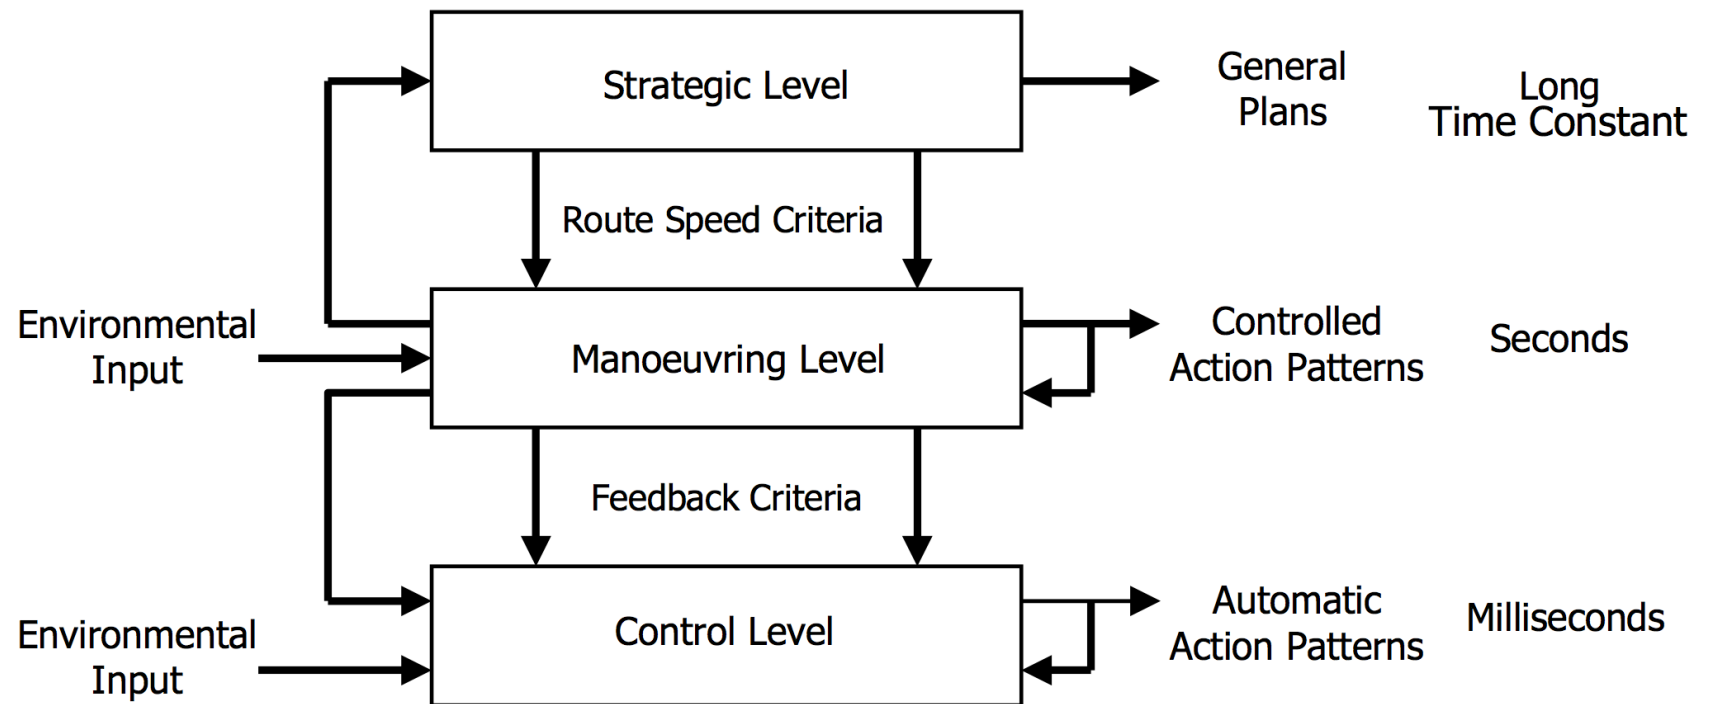 Strategic Level
General
Plans
Long
Time Constant
Route Speed Criteria
Environmental
Input
Manoeuvring Level
Controlled
Action Patterns
Seconds
Feedback Criteria
Environmental
Input
Control Level
Automatic
Action Patterns
Milliseconds